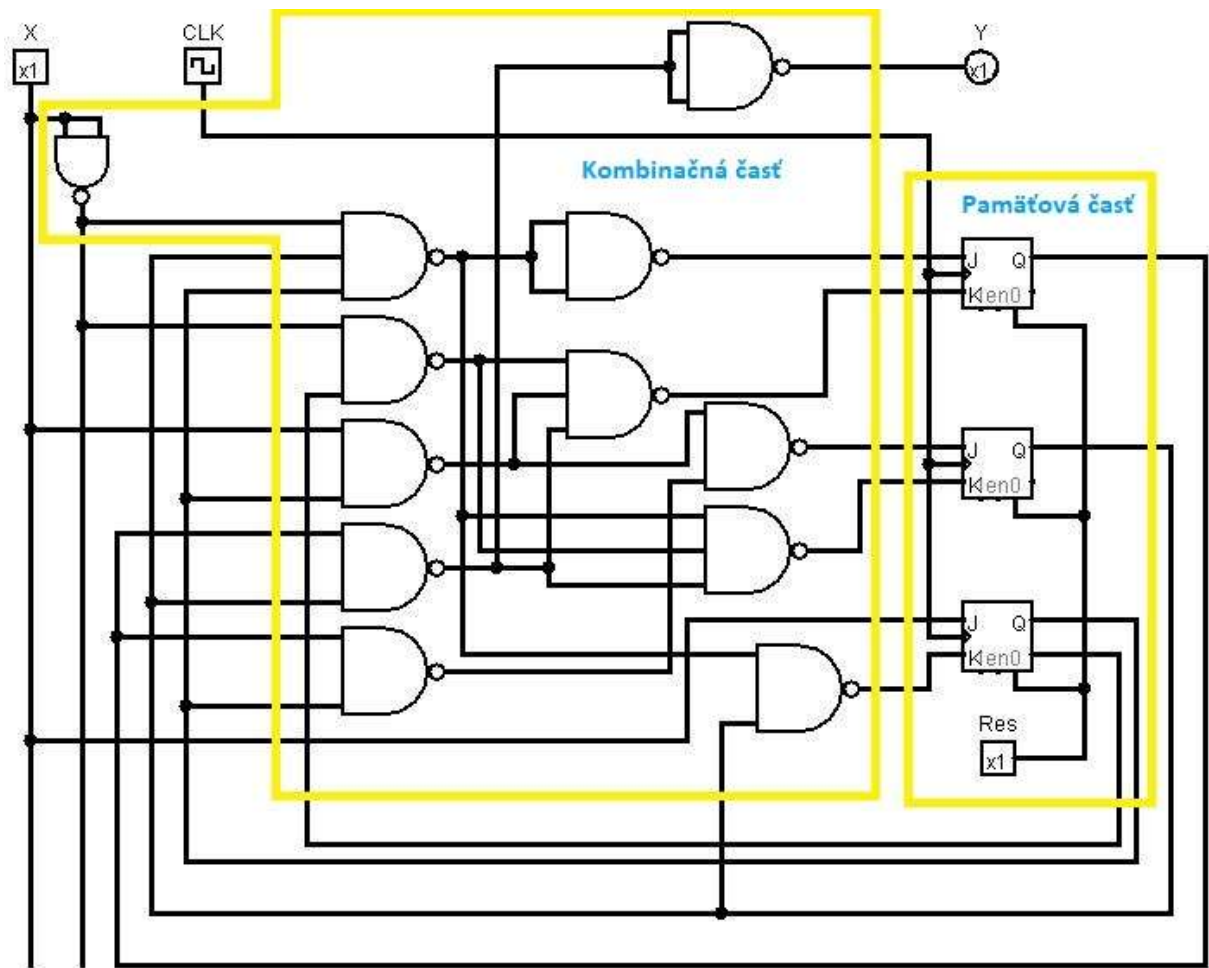 X
CLK
Y
x1
x1
Kombinačná časť
Pamäťová časť
J Q
K en0
J Q
K en0
J Q
K en0
Res
x1